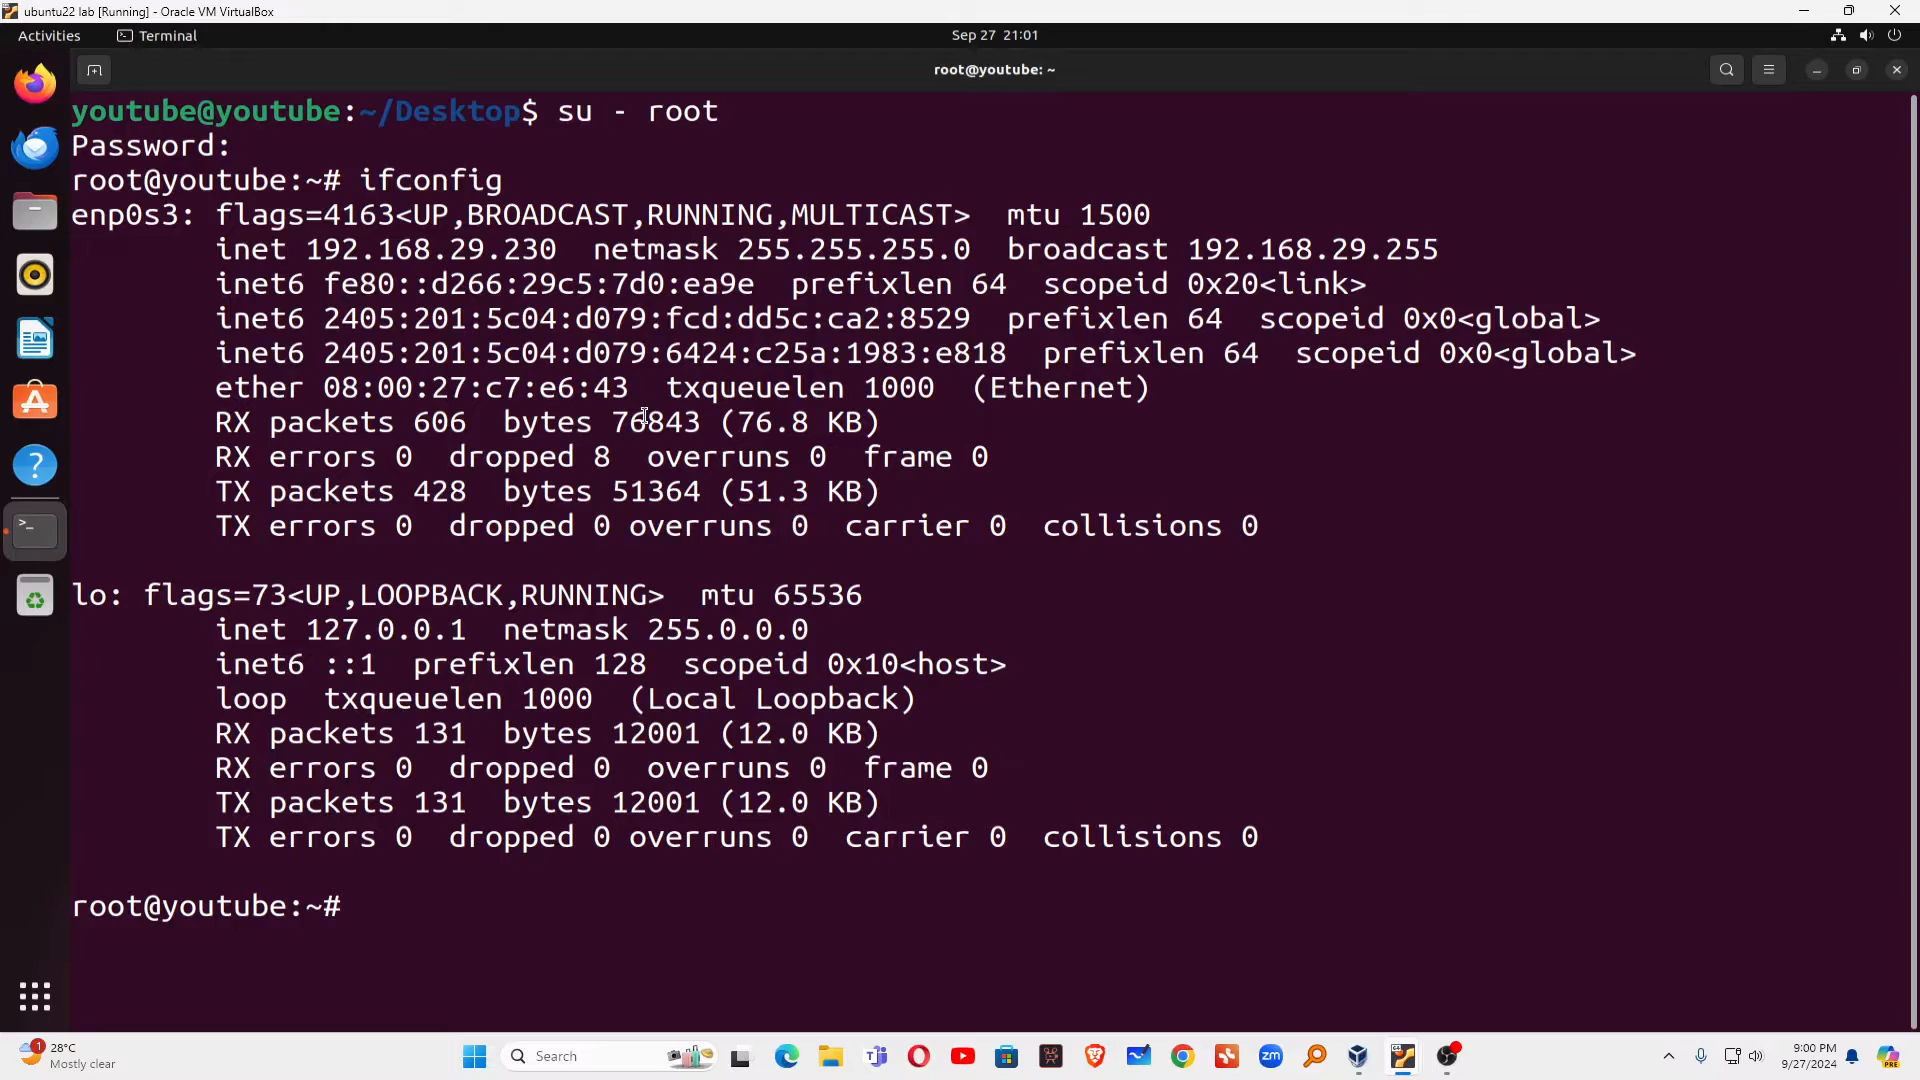 ubuntu22 lab [Running] - Oracle VM VirtualBox
Activities
Terminal
Sep 27 21:01
root@youtube: ~
youtube@youtube:~/Desktop$ su - root
Password:
root@youtube:~# ifconfig
enp0s3: flags=4163<UP,BROADCAST,RUNNING,MULTICAST>  mtu 1500
        inet 192.168.29.230  netmask 255.255.255.0  broadcast 192.168.29.255
        inet6 fe80::d266:29c5:7d0:ea9e  prefixlen 64  scopeid 0x20<link>
        inet6 2405:201:5c04:d079:fcd:dd5c:ca2:8529  prefixlen 64  scopeid 0x0<global>
        inet6 2405:201:5c04:d079:6424:c25a:1983:e818  prefixlen 64  scopeid 0x0<global>
        ether 08:00:27:c7:e6:43  txqueuelen 1000  (Ethernet)
        RX packets 606  bytes 76843 (76.8 KB)
        RX errors 0  dropped 8  overruns 0  frame 0
        TX packets 428  bytes 51364 (51.3 KB)
        TX errors 0  dropped 0 overruns 0  carrier 0  collisions 0
lo: flags=73<UP,LOOPBACK,RUNNING>  mtu 65536
        inet 127.0.0.1  netmask 255.0.0.0
        inet6 ::1  prefixlen 128  scopeid 0x10<host>
        loop  txqueuelen 1000  (Local Loopback)
        RX packets 131  bytes 12001 (12.0 KB)
        RX errors 0  dropped 0  overruns 0  frame 0
        TX packets 131  bytes 12001 (12.0 KB)
        TX errors 0  dropped 0 overruns 0  carrier 0  collisions 0
root@youtube:~#
1
28°C
Mostly clear
Search
zm
9:00 PM
9/27/2024
PRE